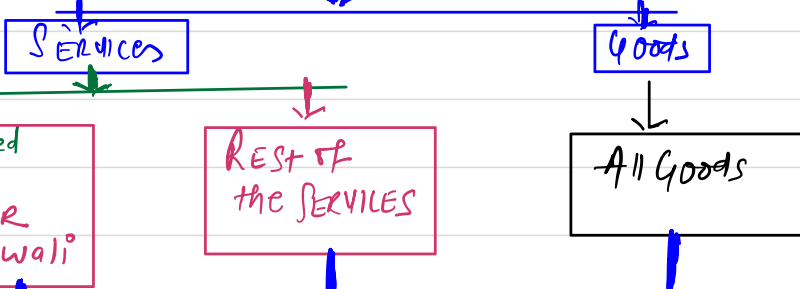 SERVICES
GOODS
ed
REST OF
the SERVICES
All GOODS
R
wali